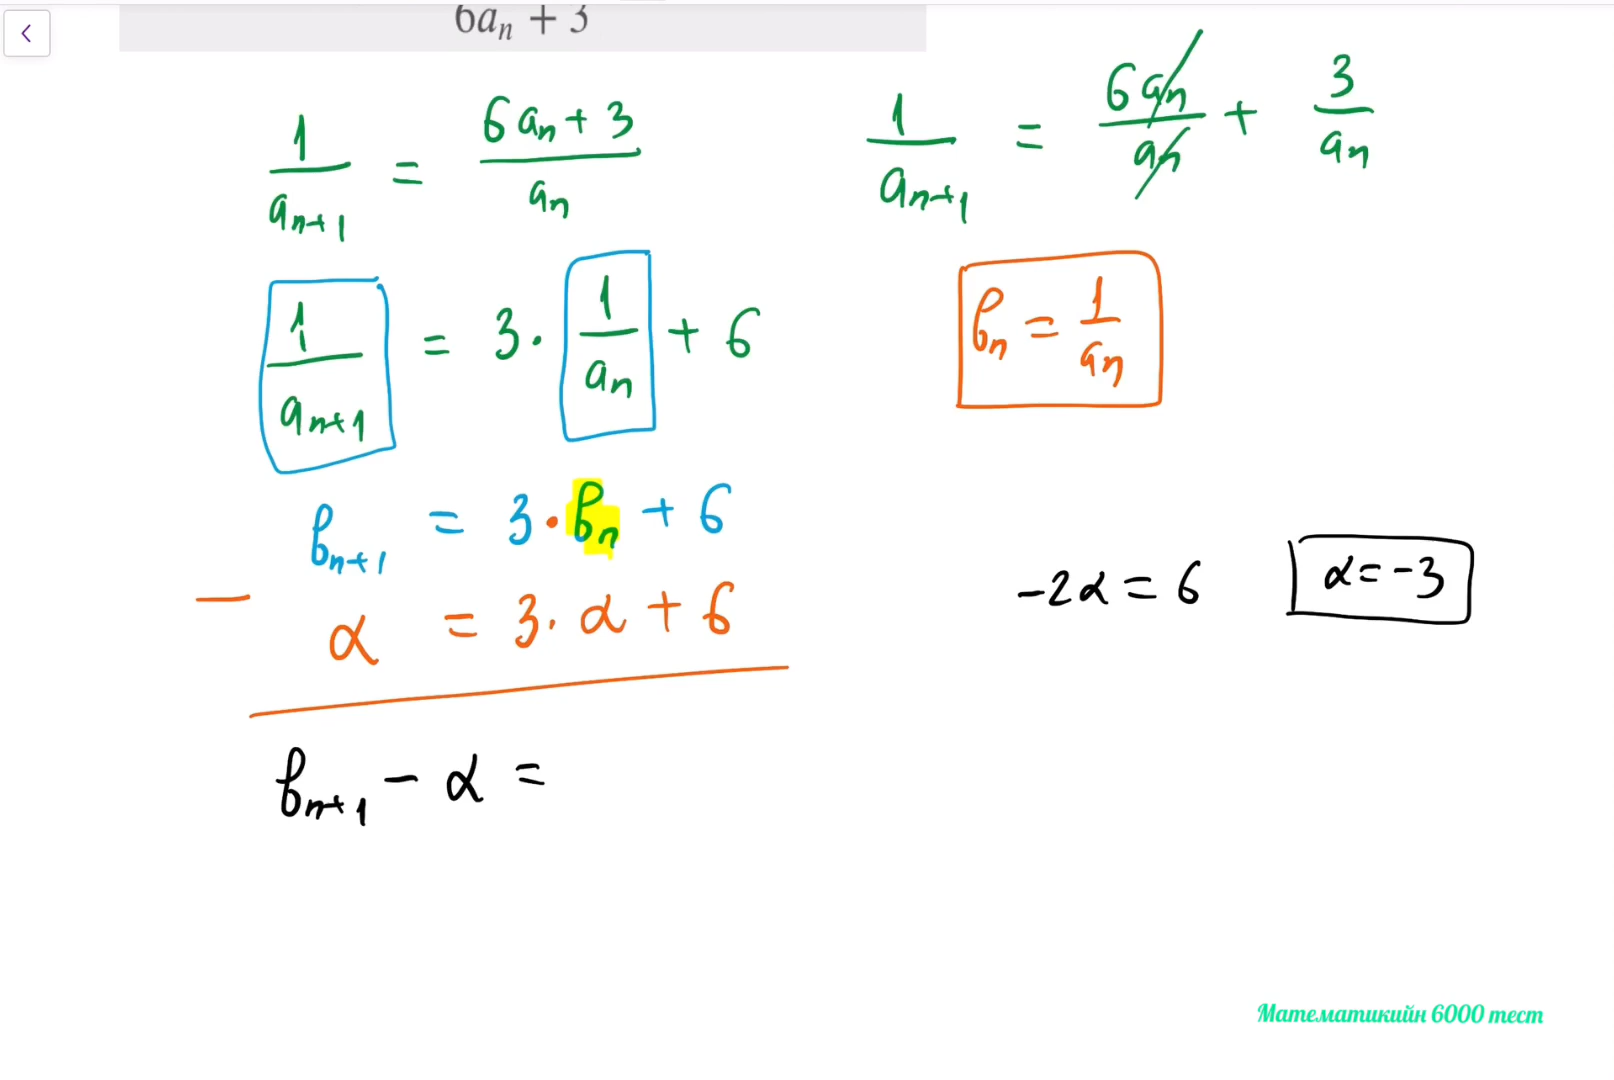 6aₙ + 3
1/aₙ₊₁ = (6aₙ + 3)/aₙ
1/aₙ₊₁ = 6aₙ/aₙ + 3/aₙ
1/aₙ₊₁ = 3 · 1/aₙ + 6
bₙ = 1/aₙ
bₙ₊₁ = 3 · bₙ + 6
− α = 3 · α + 6
-2α = 6
α = -3
bₙ₊₁ − α =
Математикийн 6000 тест